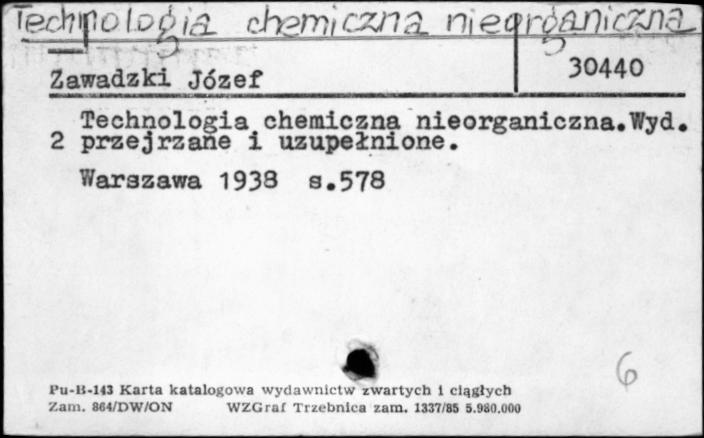 Technologia chemiczna nieorganiczna
Zawadzki Józef
30440
Technologia chemiczna nieorganiczna.Wyd.
2 przejrzane i uzupełnione.
Warszawa 1938 s.578
6
Pu-B-143 Karta katalogowa wydawnictw zwartych i ciągłych
Zam. 864/DW/ON WZGraf Trzebnica zam. 1337/85 5.980.000